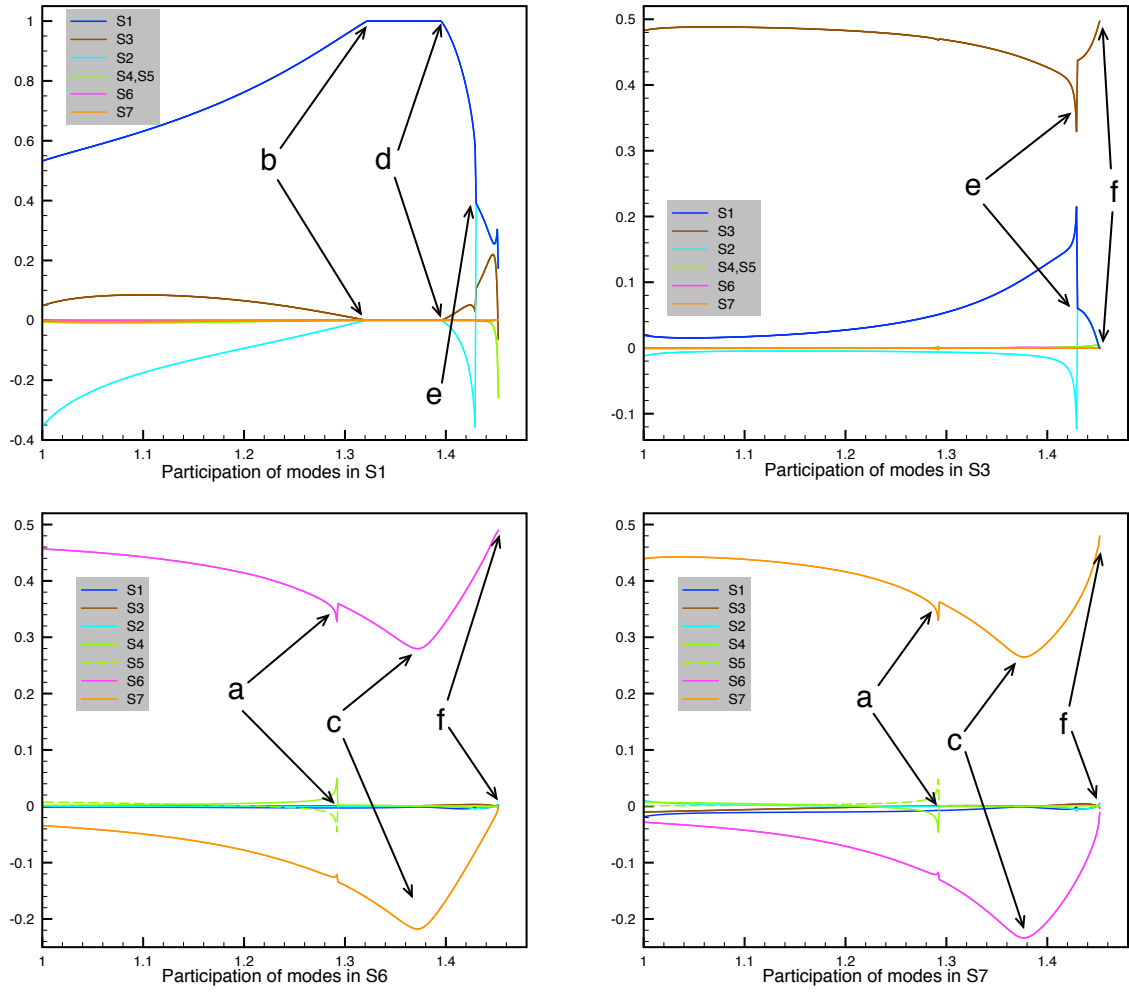 S1
S3
S2
S4,S5
S6
S7
1
0.8
0.6
0.4
0.2
0
-0.2
-0.4
b
d
e
1 1.1 1.2 1.3 1.4
Participation of modes in S1
0.5
0.4
0.3
0.2
0.1
0
-0.1
S1
S3
S2
S4,S5
S6
S7
e
f
1 1.1 1.2 1.3 1.4
Participation of modes in S3
0.5
0.4
0.3
0.2
0.1
0
-0.1
-0.2
S1
S3
S2
S4
S5
S6
S7
a
c
f
1 1.1 1.2 1.3 1.4
Participation of modes in S6
0.5
0.4
0.3
0.2
0.1
0
-0.1
-0.2
S1
S3
S2
S4
S5
S6
S7
a
c
f
1 1.1 1.2 1.3 1.4
Participation of modes in S7